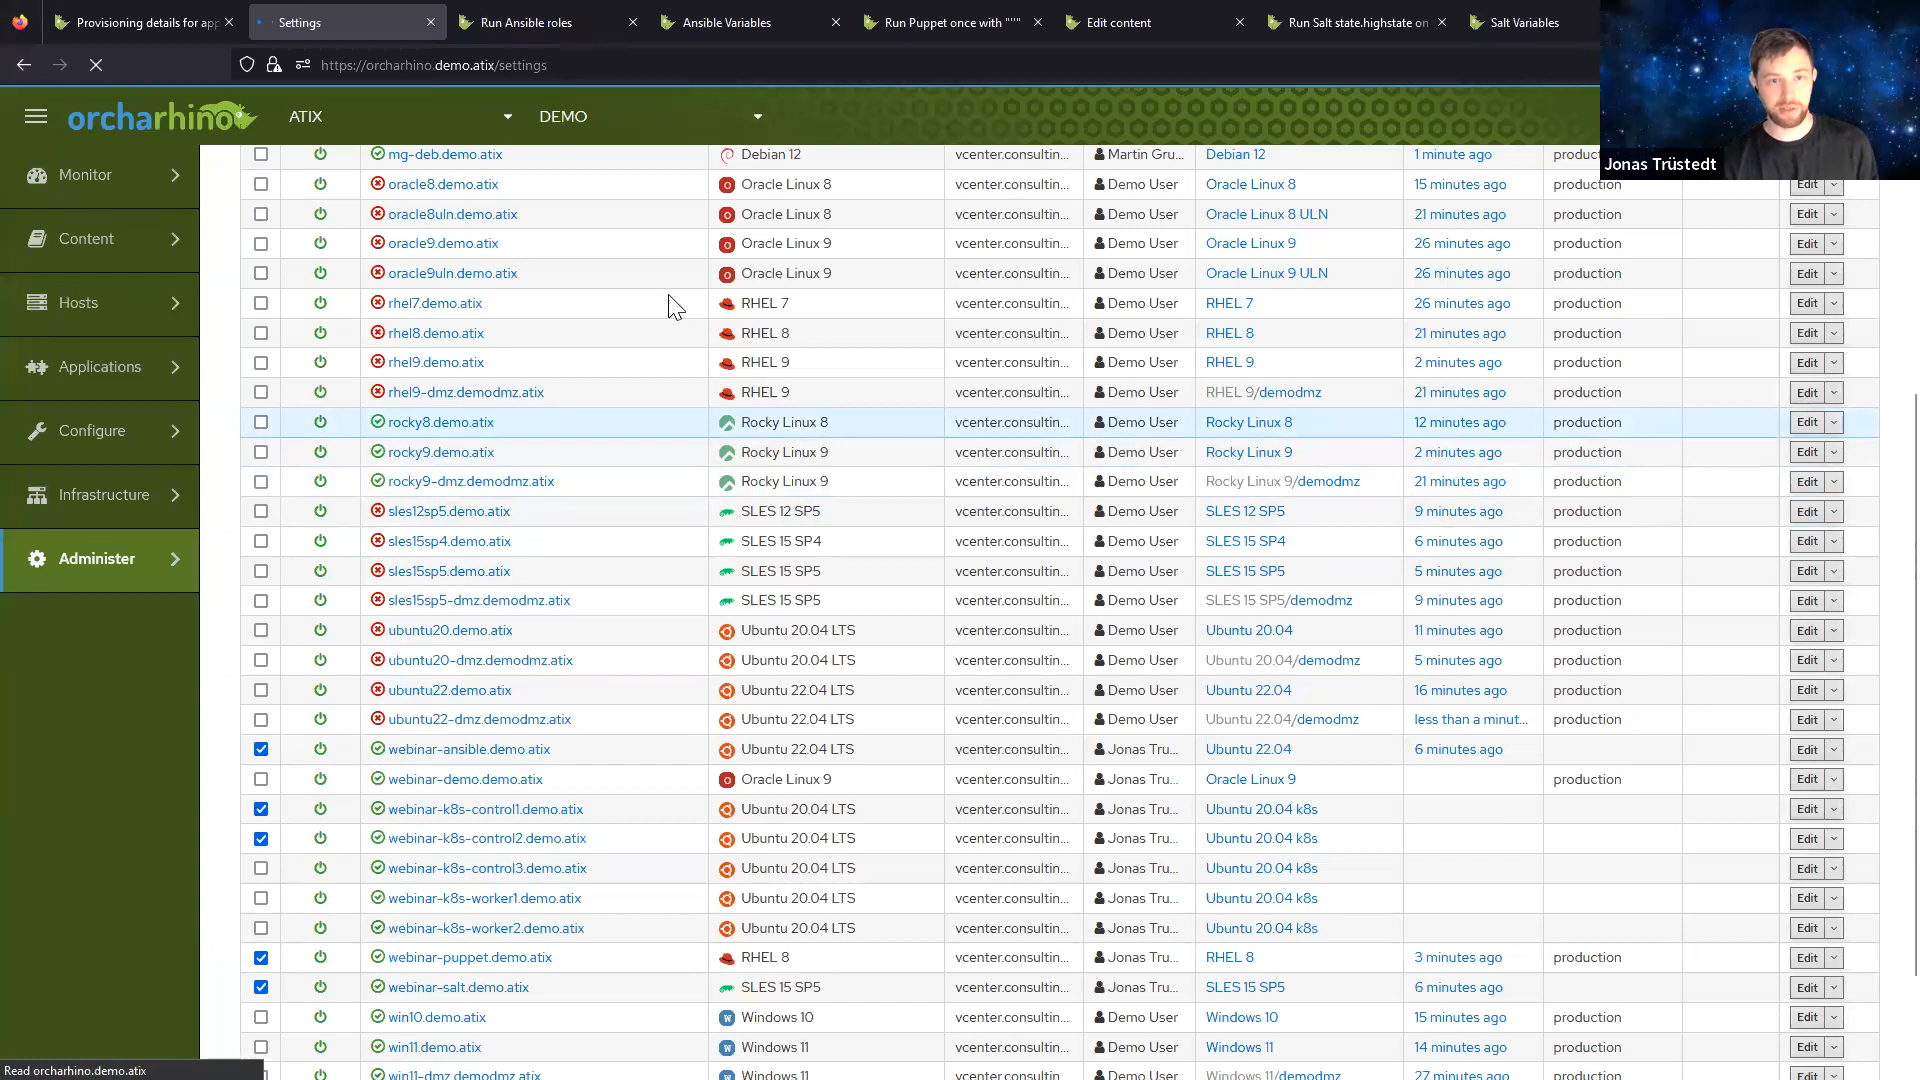 Provisioning details for app
Settings
Run Ansible roles
Ansible Variables
Run Puppet once with """
Edit content
Run Salt state.highstate on
Salt Variables
https://orcharhino.demo.atix/settings
orcharhino
ATIX
DEMO
Jonas Trüstedt
Monitor
Content
Hosts
Applications
Configure
Infrastructure
Administer
mg-deb.demo.atix Debian 12 vcenter.consultin... Martin Gru... Debian 12 1 minute ago produc
oracle8.demo.atix Oracle Linux 8 vcenter.consultin... Demo User Oracle Linux 8 15 minutes ago production Edit
oracle8uln.demo.atix Oracle Linux 8 vcenter.consultin... Demo User Oracle Linux 8 ULN 21 minutes ago production Edit
oracle9.demo.atix Oracle Linux 9 vcenter.consultin... Demo User Oracle Linux 9 26 minutes ago production Edit
oracle9uln.demo.atix Oracle Linux 9 vcenter.consultin... Demo User Oracle Linux 9 ULN 26 minutes ago production Edit
rhel7.demo.atix RHEL 7 vcenter.consultin... Demo User RHEL 7 26 minutes ago production Edit
rhel8.demo.atix RHEL 8 vcenter.consultin... Demo User RHEL 8 21 minutes ago production Edit
rhel9.demo.atix RHEL 9 vcenter.consultin... Demo User RHEL 9 2 minutes ago production Edit
rhel9-dmz.demodmz.atix RHEL 9 vcenter.consultin... Demo User RHEL 9/demodmz 21 minutes ago production Edit
rocky8.demo.atix Rocky Linux 8 vcenter.consultin... Demo User Rocky Linux 8 12 minutes ago production Edit
rocky9.demo.atix Rocky Linux 9 vcenter.consultin... Demo User Rocky Linux 9 2 minutes ago production Edit
rocky9-dmz.demodmz.atix Rocky Linux 9 vcenter.consultin... Demo User Rocky Linux 9/demodmz 21 minutes ago production Edit
sles12sp5.demo.atix SLES 12 SP5 vcenter.consultin... Demo User SLES 12 SP5 9 minutes ago production Edit
sles15sp4.demo.atix SLES 15 SP4 vcenter.consultin... Demo User SLES 15 SP4 6 minutes ago production Edit
sles15sp5.demo.atix SLES 15 SP5 vcenter.consultin... Demo User SLES 15 SP5 5 minutes ago production Edit
sles15sp5-dmz.demodmz.atix SLES 15 SP5 vcenter.consultin... Demo User SLES 15 SP5/demodmz 9 minutes ago production Edit
ubuntu20.demo.atix Ubuntu 20.04 LTS vcenter.consultin... Demo User Ubuntu 20.04 11 minutes ago production Edit
ubuntu20-dmz.demodmz.atix Ubuntu 20.04 LTS vcenter.consultin... Demo User Ubuntu 20.04/demodmz 5 minutes ago production Edit
ubuntu22.demo.atix Ubuntu 22.04 LTS vcenter.consultin... Demo User Ubuntu 22.04 16 minutes ago production Edit
ubuntu22-dmz.demodmz.atix Ubuntu 22.04 LTS vcenter.consultin... Demo User Ubuntu 22.04/demodmz less than a minut... production Edit
webinar-ansible.demo.atix Ubuntu 22.04 LTS vcenter.consultin... Jonas Tru... Ubuntu 22.04 6 minutes ago Edit
webinar-demo.demo.atix Oracle Linux 9 vcenter.consultin... Jonas Tru... Oracle Linux 9 production Edit
webinar-k8s-control1.demo.atix Ubuntu 20.04 LTS vcenter.consultin... Jonas Tru... Ubuntu 20.04 k8s Edit
webinar-k8s-control2.demo.atix Ubuntu 20.04 LTS vcenter.consultin... Jonas Tru... Ubuntu 20.04 k8s Edit
webinar-k8s-control3.demo.atix Ubuntu 20.04 LTS vcenter.consultin... Jonas Tru... Ubuntu 20.04 k8s Edit
webinar-k8s-worker1.demo.atix Ubuntu 20.04 LTS vcenter.consultin... Jonas Tru... Ubuntu 20.04 k8s Edit
webinar-k8s-worker2.demo.atix Ubuntu 20.04 LTS vcenter.consultin... Jonas Tru... Ubuntu 20.04 k8s Edit
webinar-puppet.demo.atix RHEL 8 vcenter.consultin... Jonas Tru... RHEL 8 3 minutes ago production Edit
webinar-salt.demo.atix SLES 15 SP5 vcenter.consultin... Jonas Tru... SLES 15 SP5 6 minutes ago Edit
win10.demo.atix Windows 10 vcenter.consultin... Demo User Windows 10 15 minutes ago production Edit
win11.demo.atix Windows 11 vcenter.consultin... Demo User Windows 11 14 minutes ago production Edit
win11-dmz.demodmz.atix Windows 11 vcenter.consultin... Demo User Windows 11/demodmz 27 minutes ago production Edit
Read orcharhino.demo.atix